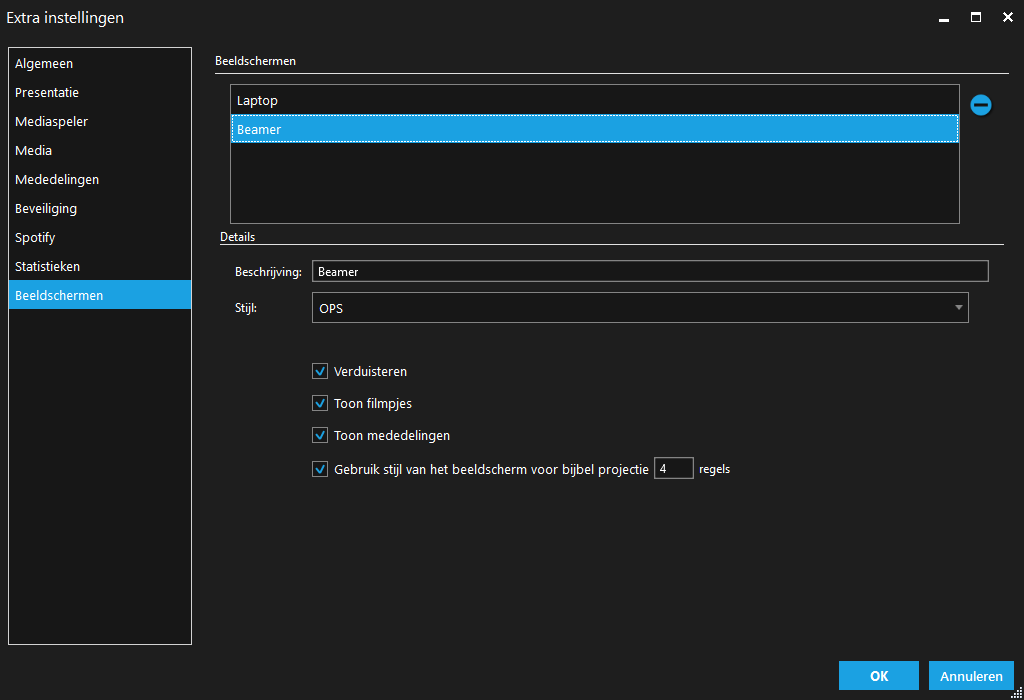 Extra instellingen
Algemeen
Presentatie
Mediaspeler
Media
Mededelingen
Beveiliging
Spotify
Statistieken
Beeldschermen
Beeldschermen
Laptop
Beamer
Details
Beschrijving: Beamer
Stijl: OPS
Verduisteren
Toon filmpjes
Toon mededelingen
Gebruik stijl van het beeldscherm voor bijbel projectie 4 regels
OK Annuleren